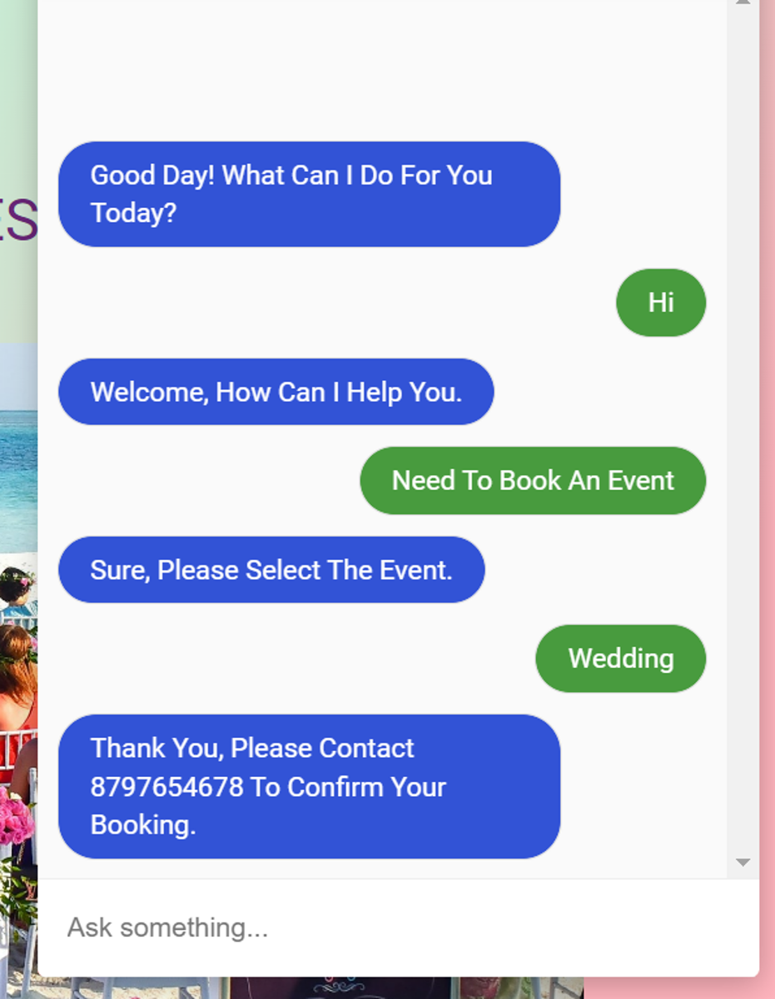 Good Day! What Can I Do For You
Today?
ES
Hi
Welcome, How Can I Help You.
Need To Book An Event
Sure, Please Select The Event.
Wedding
Thank You, Please Contact
8797654678 To Confirm Your
Booking.
Ask something...